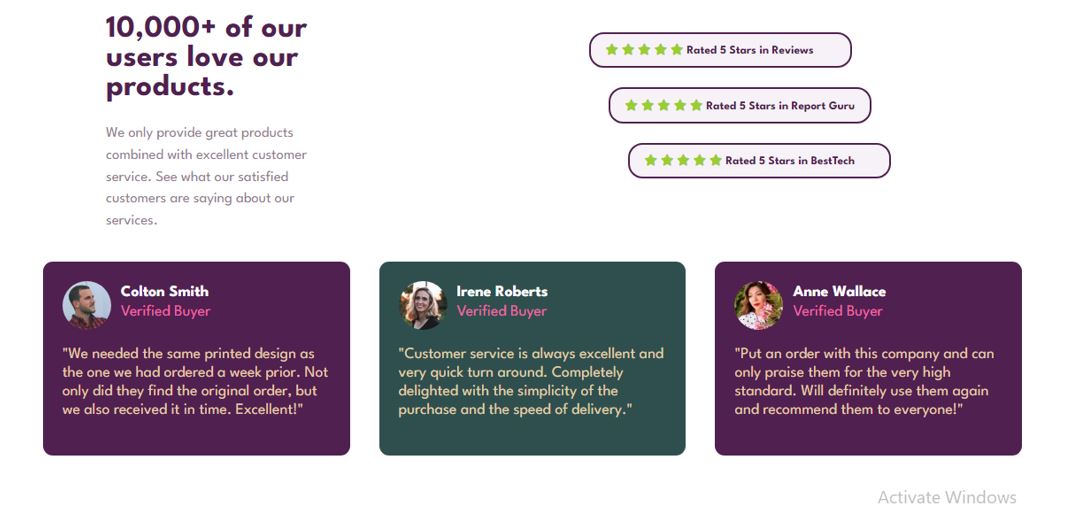 10,000+ of our
users love our
products.
We only provide great products
combined with excellent customer
service. See what our satisfied
customers are saying about our
services.
Rated 5 Stars in Reviews
Rated 5 Stars in Report Guru
Rated 5 Stars in BestTech
Colton Smith
Verified Buyer
"We needed the same printed design as
the one we had ordered a week prior. Not
only did they find the original order, but
we also received it in time. Excellent!"
Irene Roberts
Verified Buyer
"Customer service is always excellent and
very quick turn around. Completely
delighted with the simplicity of the
purchase and the speed of delivery."
Anne Wallace
Verified Buyer
"Put an order with this company and can
only praise them for the very high
standard. Will definitely use them again
and recommend them to everyone!"
Activate Windows